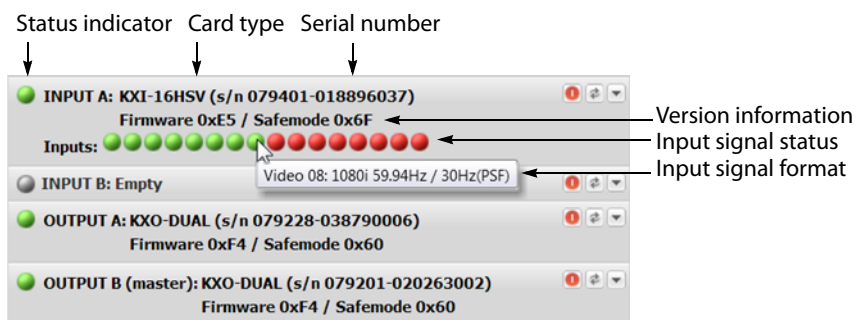 Status indicator Card type Serial number
INPUT A: KXI-16HSV (s/n 079401-018896037)
Firmware 0xE5 / Safemode 0x6F
Version information
Inputs:
Input signal status
Video 08: 1080i 59.94Hz / 30Hz(PSF)
Input signal format
INPUT B: Empty
OUTPUT A: KXO-DUAL (s/n 079228-038790006)
Firmware 0xF4 / Safemode 0x60
OUTPUT B (master): KXO-DUAL (s/n 079201-020263002)
Firmware 0xF4 / Safemode 0x60